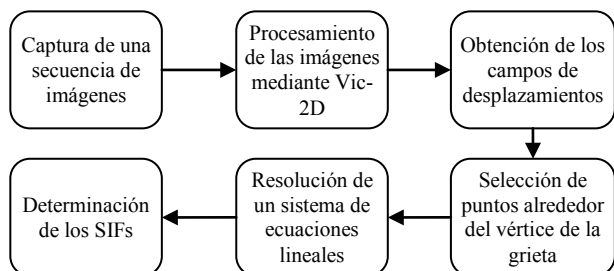 Captura de una
secuencia de
imágenes
Procesamiento
de las imágenes
mediante Vic-
2D
Obtención de los
campos de
desplazamientos
Selección de
puntos alrededor
del vértice de la
grieta
Resolución de
un sistema de
ecuaciones
lineales
Determinación
de los SIFs